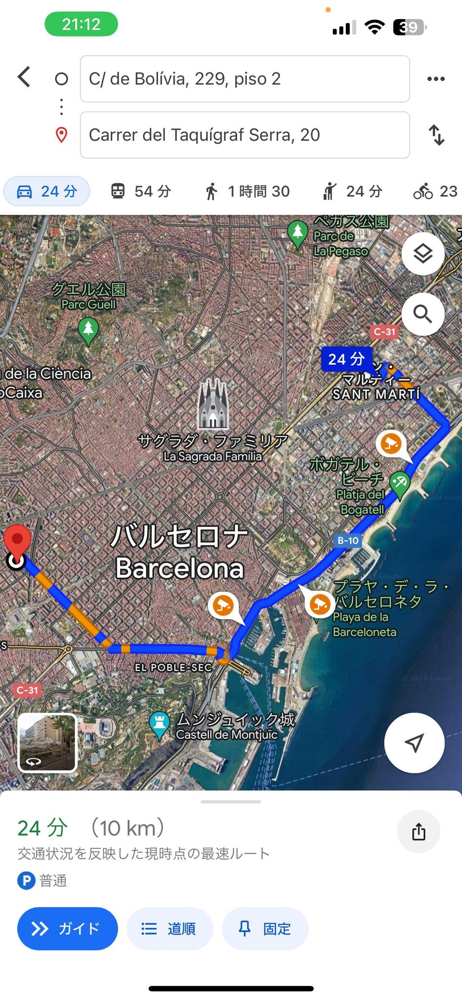 21:12
39
C/ de Bolívia, 229, piso 2
Carrer del Taquígraf Serra, 20
24 分
54 分
1 時間 30
24 分
23
ペガス公園
Parc de
La Pegaso
グエル公園
Parc Güell
C-31
24 分
de la Ciència
Caixa
ン・
マルティー
SANT MARTÍ
サグラダ・ファミリア
La Sagrada Família
ボガテル・
ビーチ
Platja del
Bogatell
バルセロナ
Barcelona
B-10
プラヤ・デ・ラ・
バルセロネタ
Playa de la
Barceloneta
EL POBLE-SEC
C-31
ムンジュイック城
Castell de Montjuïc
24 分 (10 km)
交通状況を反映した現時点の最速ルート
P 普通
ガイド
道順
固定